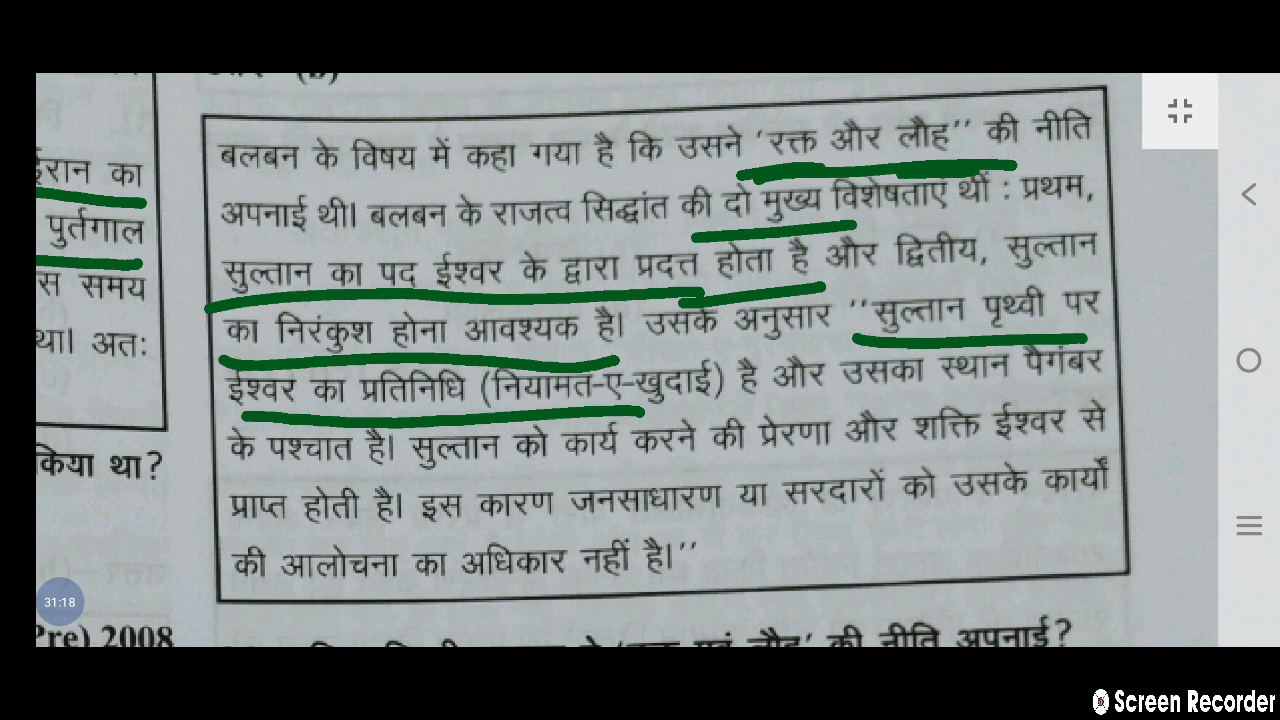 (B)
बलबन के विषय में कहा गया है कि उसने ‘रक्त और लौह’’ की नीति
अपनाई थी। बलबन के राजत्व सिद्धांत की दो मुख्य विशेषताएं थीं : प्रथम,
सुल्तान का पद ईश्वर के द्वारा प्रदत्त होता है और द्वितीय, सुल्तान
का निरंकुश होना आवश्यक है। उसके अनुसार ‘‘सुल्तान पृथ्वी पर
ईश्वर का प्रतिनिधि (नियामत-ए-खुदाई) है और उसका स्थान पैगंबर
के पश्चात है। सुल्तान को कार्य करने की प्रेरणा और शक्ति ईश्वर से
प्राप्त होती है। इस कारण जनसाधारण या सरदारों को उसके कार्यों
की आलोचना का अधिकार नहीं है।’’
ईरान का
पुर्तगाल
स समय
था। अतः
किया था?
Pre) 2008
की नीति अपनाई?
31:18
Screen Recorder